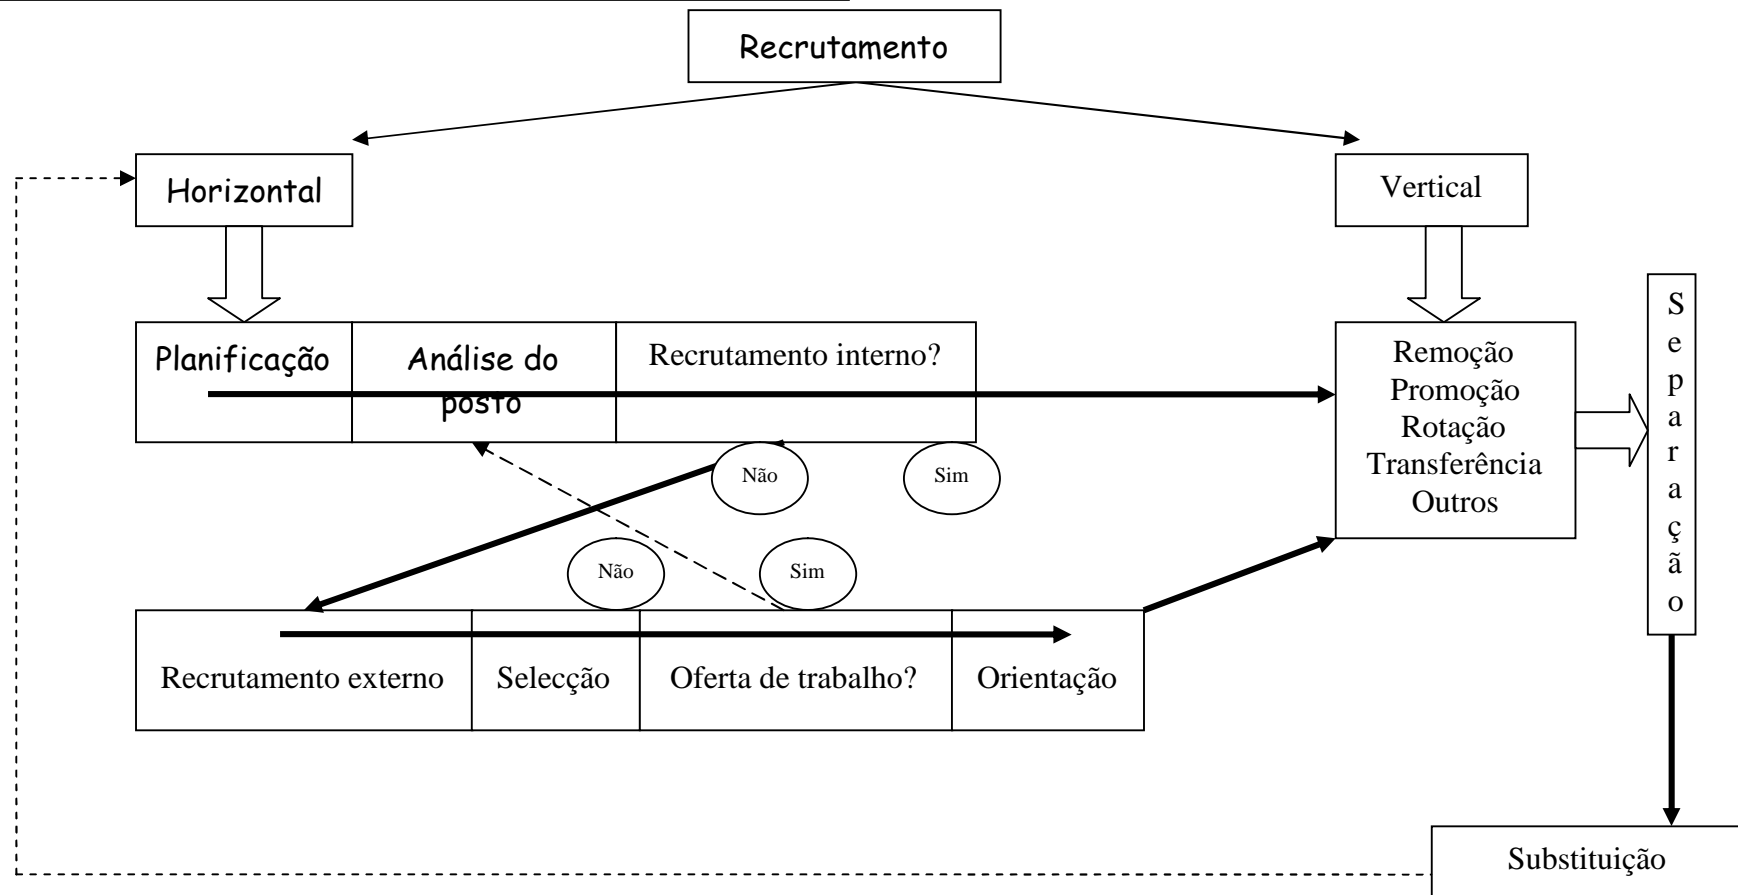 Recrutamento
Horizontal
Vertical
Planificação
Análise do
posto
Recrutamento interno?
Remoção
Promoção
Rotação
Transferência
Outros
Separação
Não
Sim
Não
Sim
Recrutamento externo
Selecção
Oferta de trabalho?
Orientação
Substituição